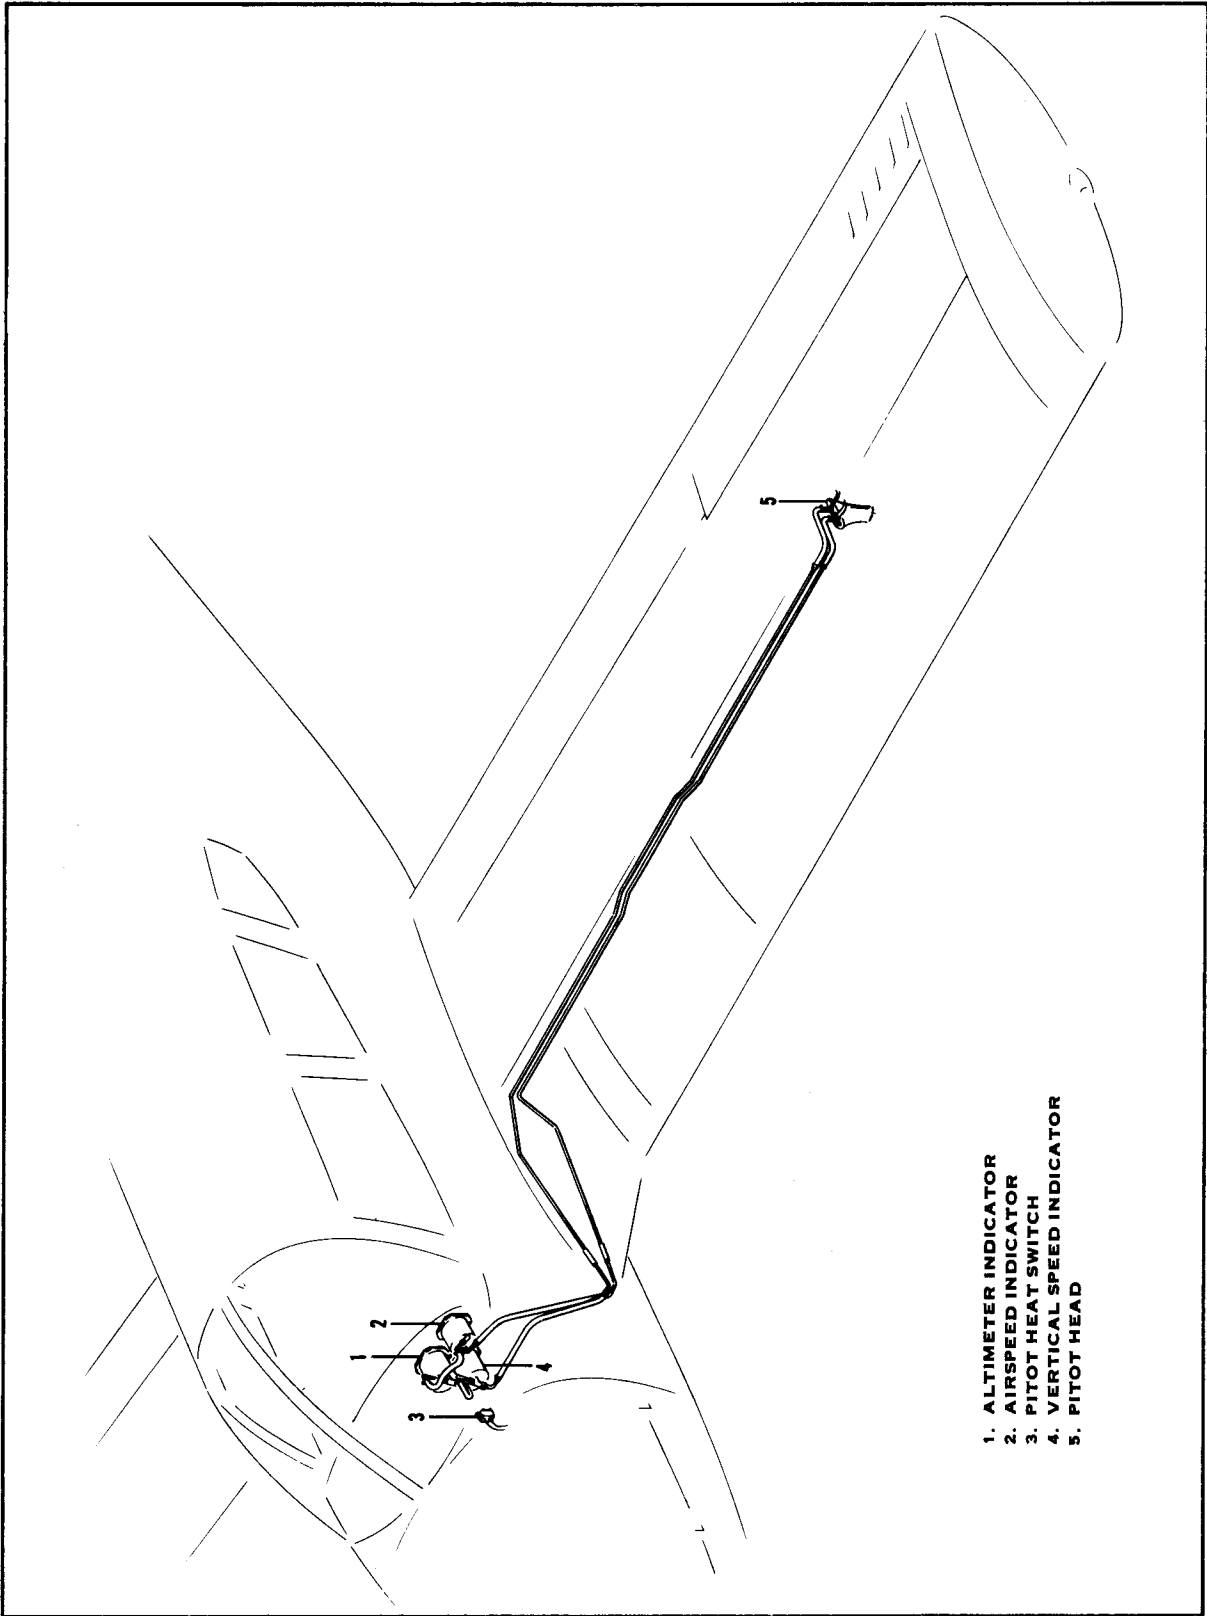 1
2
3
4
5
1. ALTIMETER INDICATOR
2. AIRSPEED INDICATOR
3. PITOT HEAT SWITCH
4. VERTICAL SPEED INDICATOR
5. PITOT HEAD